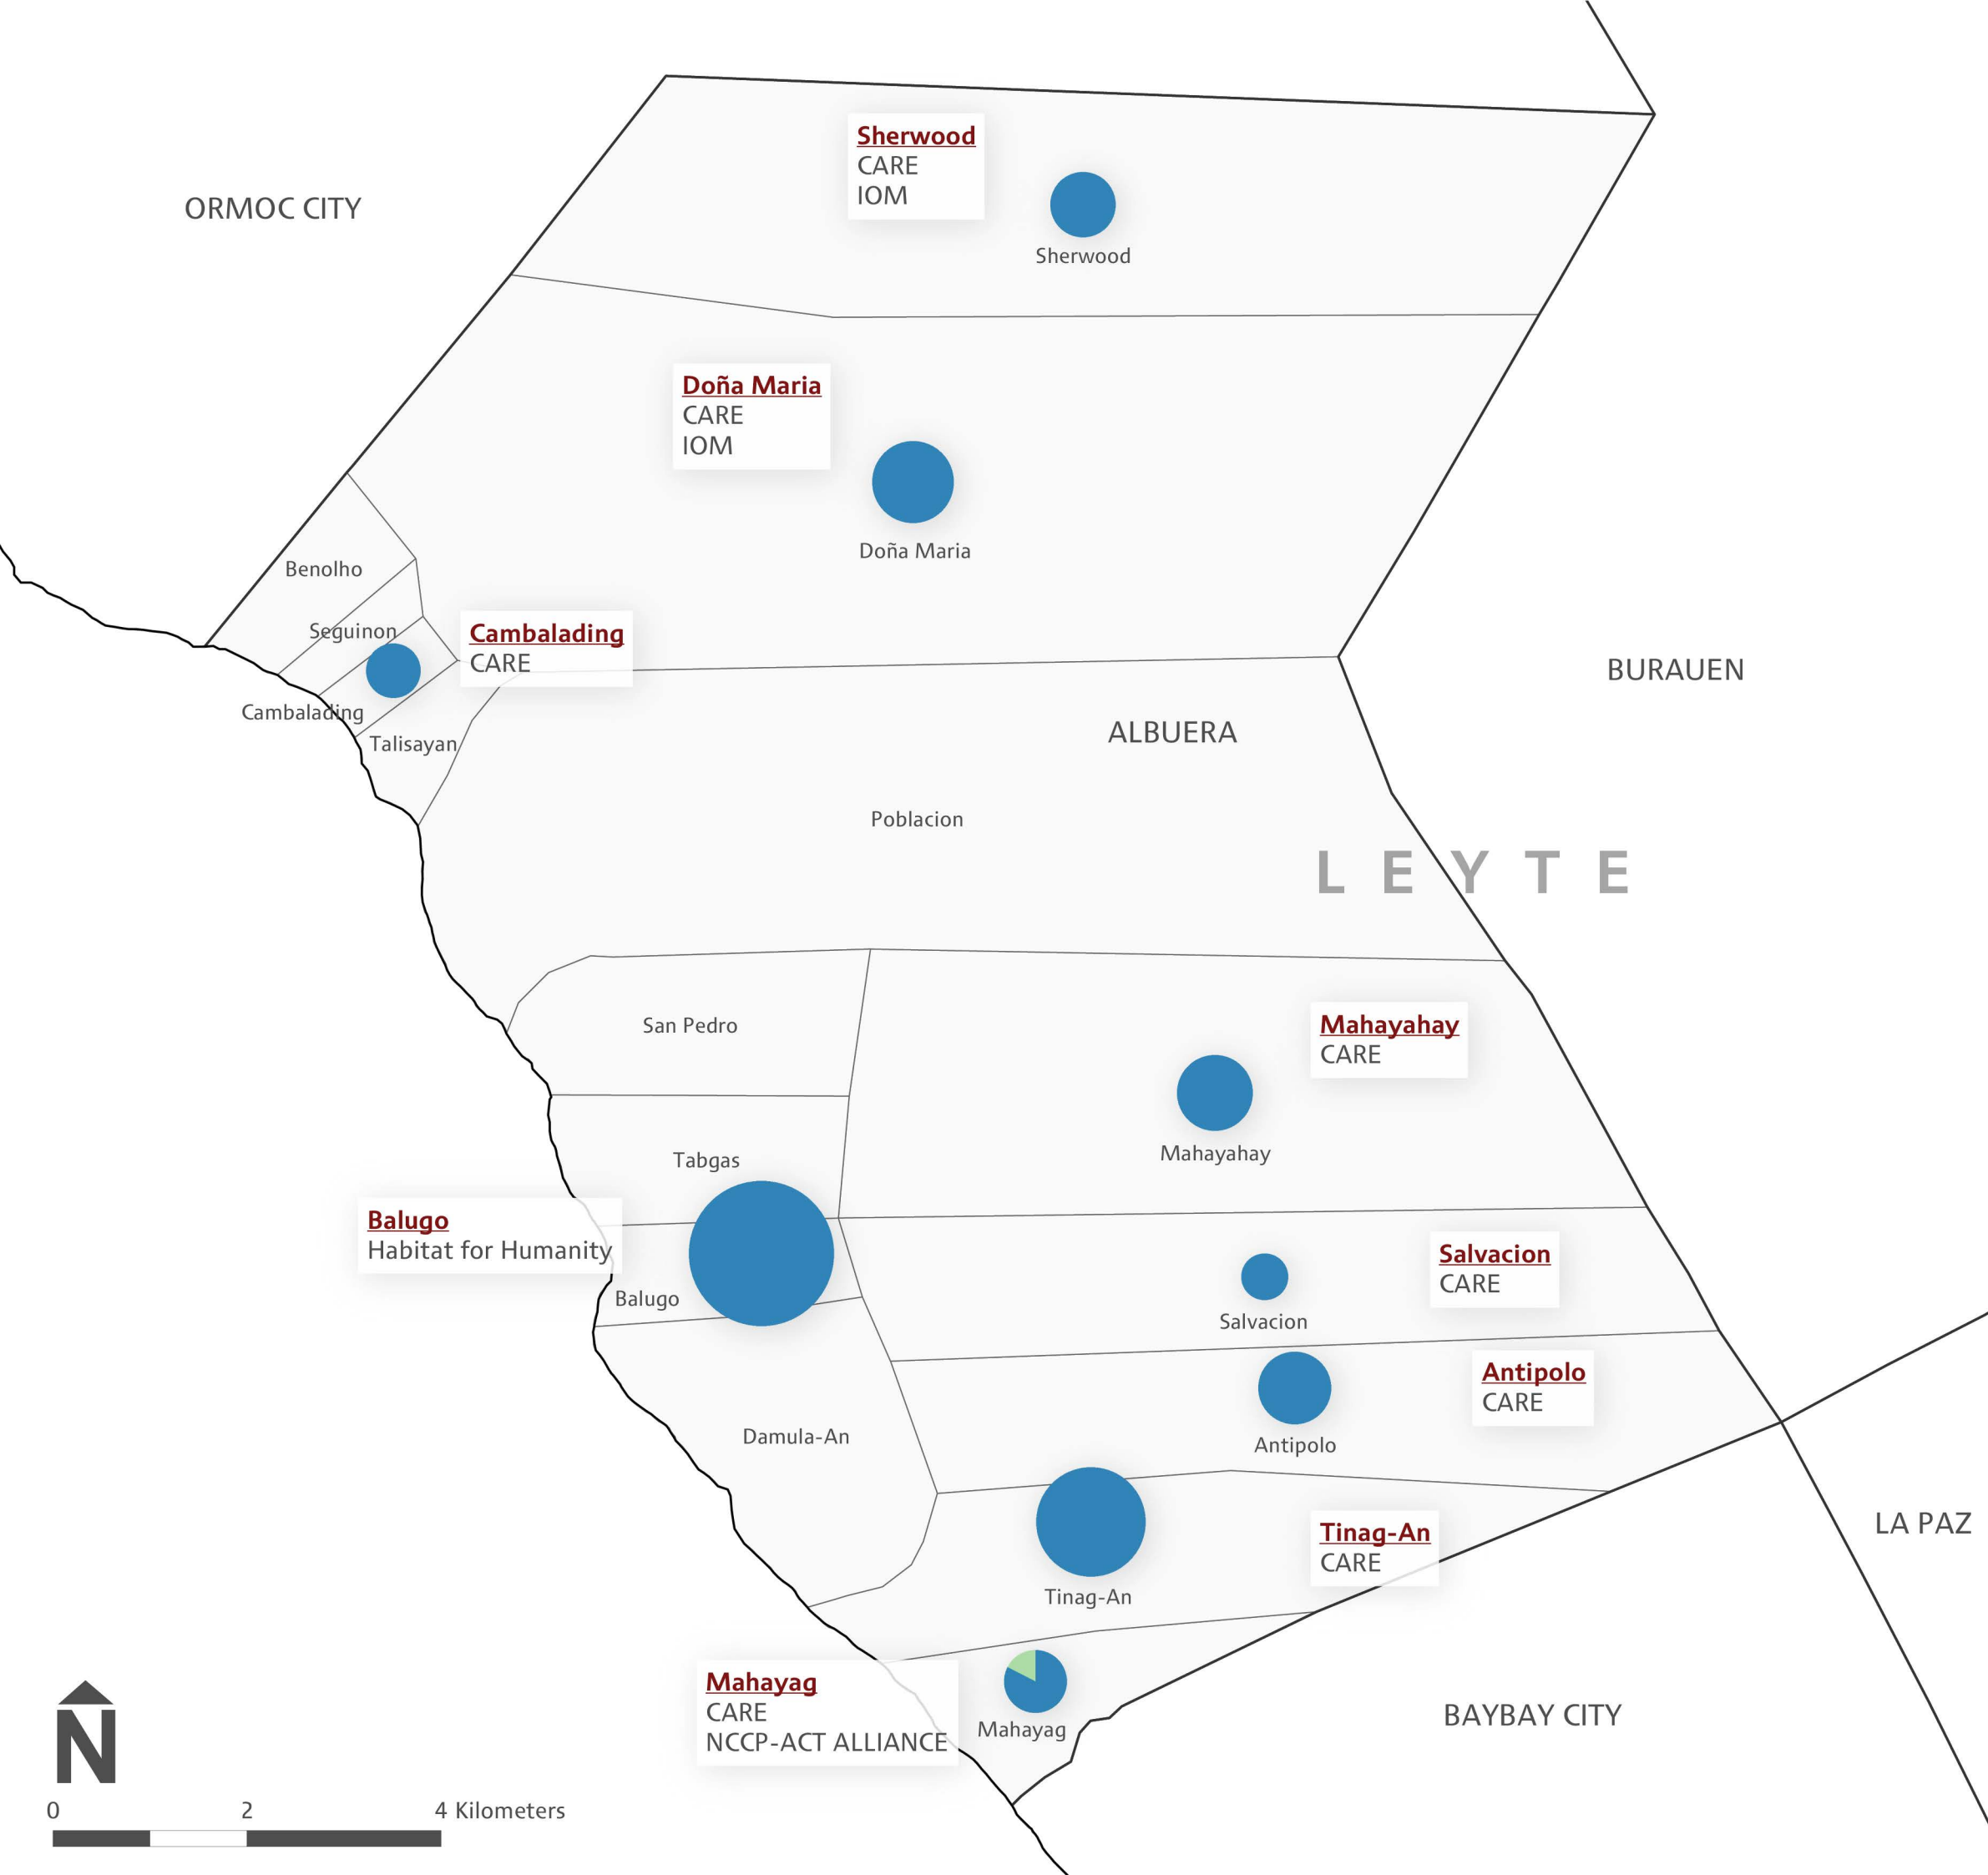 Sherwood
CARE
IOM
ORMOC CITY
Sherwood
Doña Maria
CARE
IOM
Doña Maria
Benolho
Seguinon
Cambalading
CARE
BURAUEN
Cambalading
ALBUERA
Talisayan
Poblacion
LEYTE
San Pedro
Mahayahay
CARE
Mahayahay
Tabgas
Balugo
Habitat for Humanity
Salvacion
CARE
Balugo
Salvacion
Antipolo
CARE
Damula-An
Antipolo
LA PAZ
Tinag-An
CARE
Tinag-An
Mahayag
CARE
NCCP-ACT ALLIANCE
Mahayag
BAYBAY CITY
N
0 2 4 Kilometers